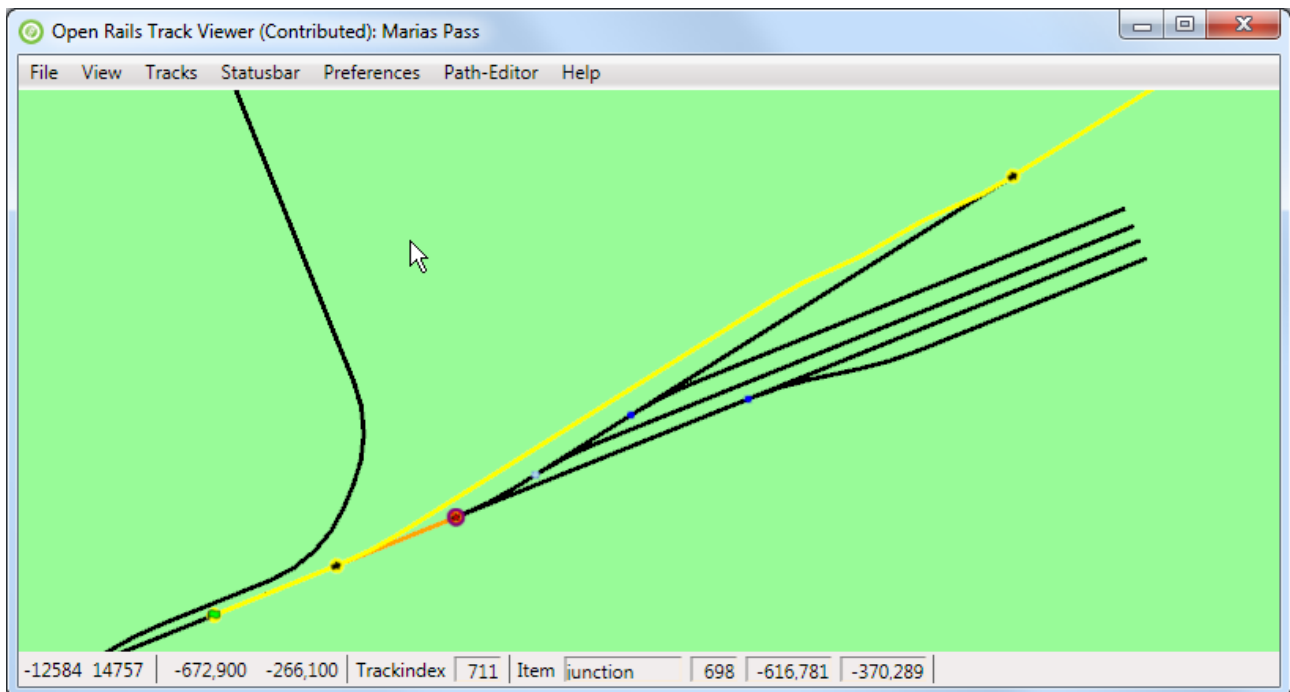 Open Rails Track Viewer (Contributed): Marias Pass
File View Tracks Statusbar Preferences Path-Editor Help
-12584 14757 -672,900 -266,100 Trackindex 711 Item junction 698 -616,781 -370,289